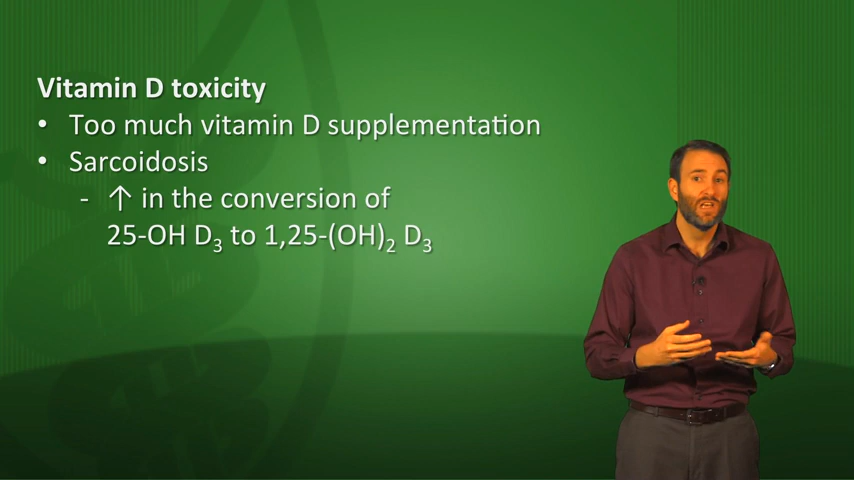 Vitamin D toxicity
• Too much vitamin D supplementation
• Sarcoidosis
- ↑ in the conversion of
25-OH D₃ to 1,25-(OH)₂ D₃